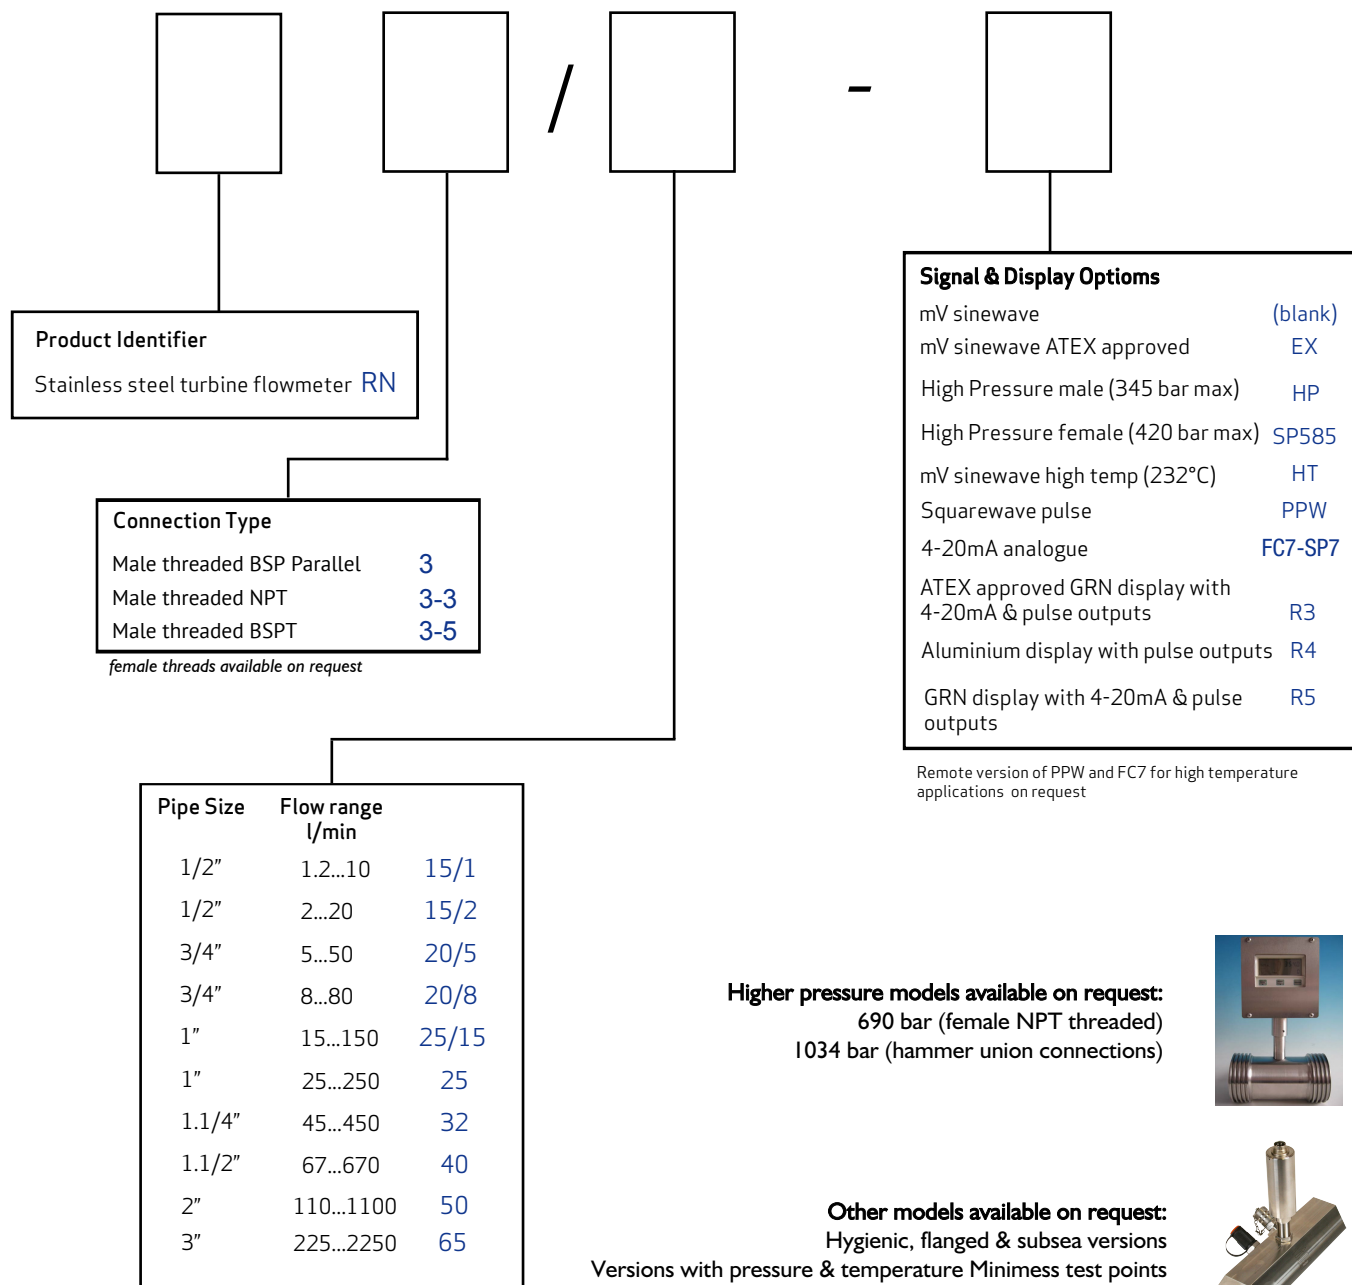 / -
Product Identifier
Stainless steel turbine flowmeter RN
Connection Type
Male threaded BSP Parallel 3
Male threaded NPT 3-3
Male threaded BSPT 3-5
female threads available on request
Pipe Size Flow range
l/min
1/2” 1.2...10 15/1
1/2” 2...20 15/2
3/4” 5...50 20/5
3/4” 8...80 20/8
1” 15...150 25/15
1” 25...250 25
1.1/4” 45...450 32
1.1/2” 67...670 40
2” 110...1100 50
3” 225...2250 65
Signal & Display Optioms
mV sinewave (blank)
mV sinewave ATEX approved EX
High Pressure male (345 bar max) HP
High Pressure female (420 bar max) SP585
mV sinewave high temp (232°C) HT
Squarewave pulse PPW
4-20mA analogue FC7-SP7
ATEX approved GRN display with
4-20mA & pulse outputs R3
Aluminium display with pulse outputs R4
GRN display with 4-20mA & pulse R5
outputs
Remote version of PPW and FC7 for high temperature
applications on request
Higher pressure models available on request:
690 bar (female NPT threaded)
1034 bar (hammer union connections)
Other models available on request:
Hygienic, flanged & subsea versions
Versions with pressure & temperature Minimess test points